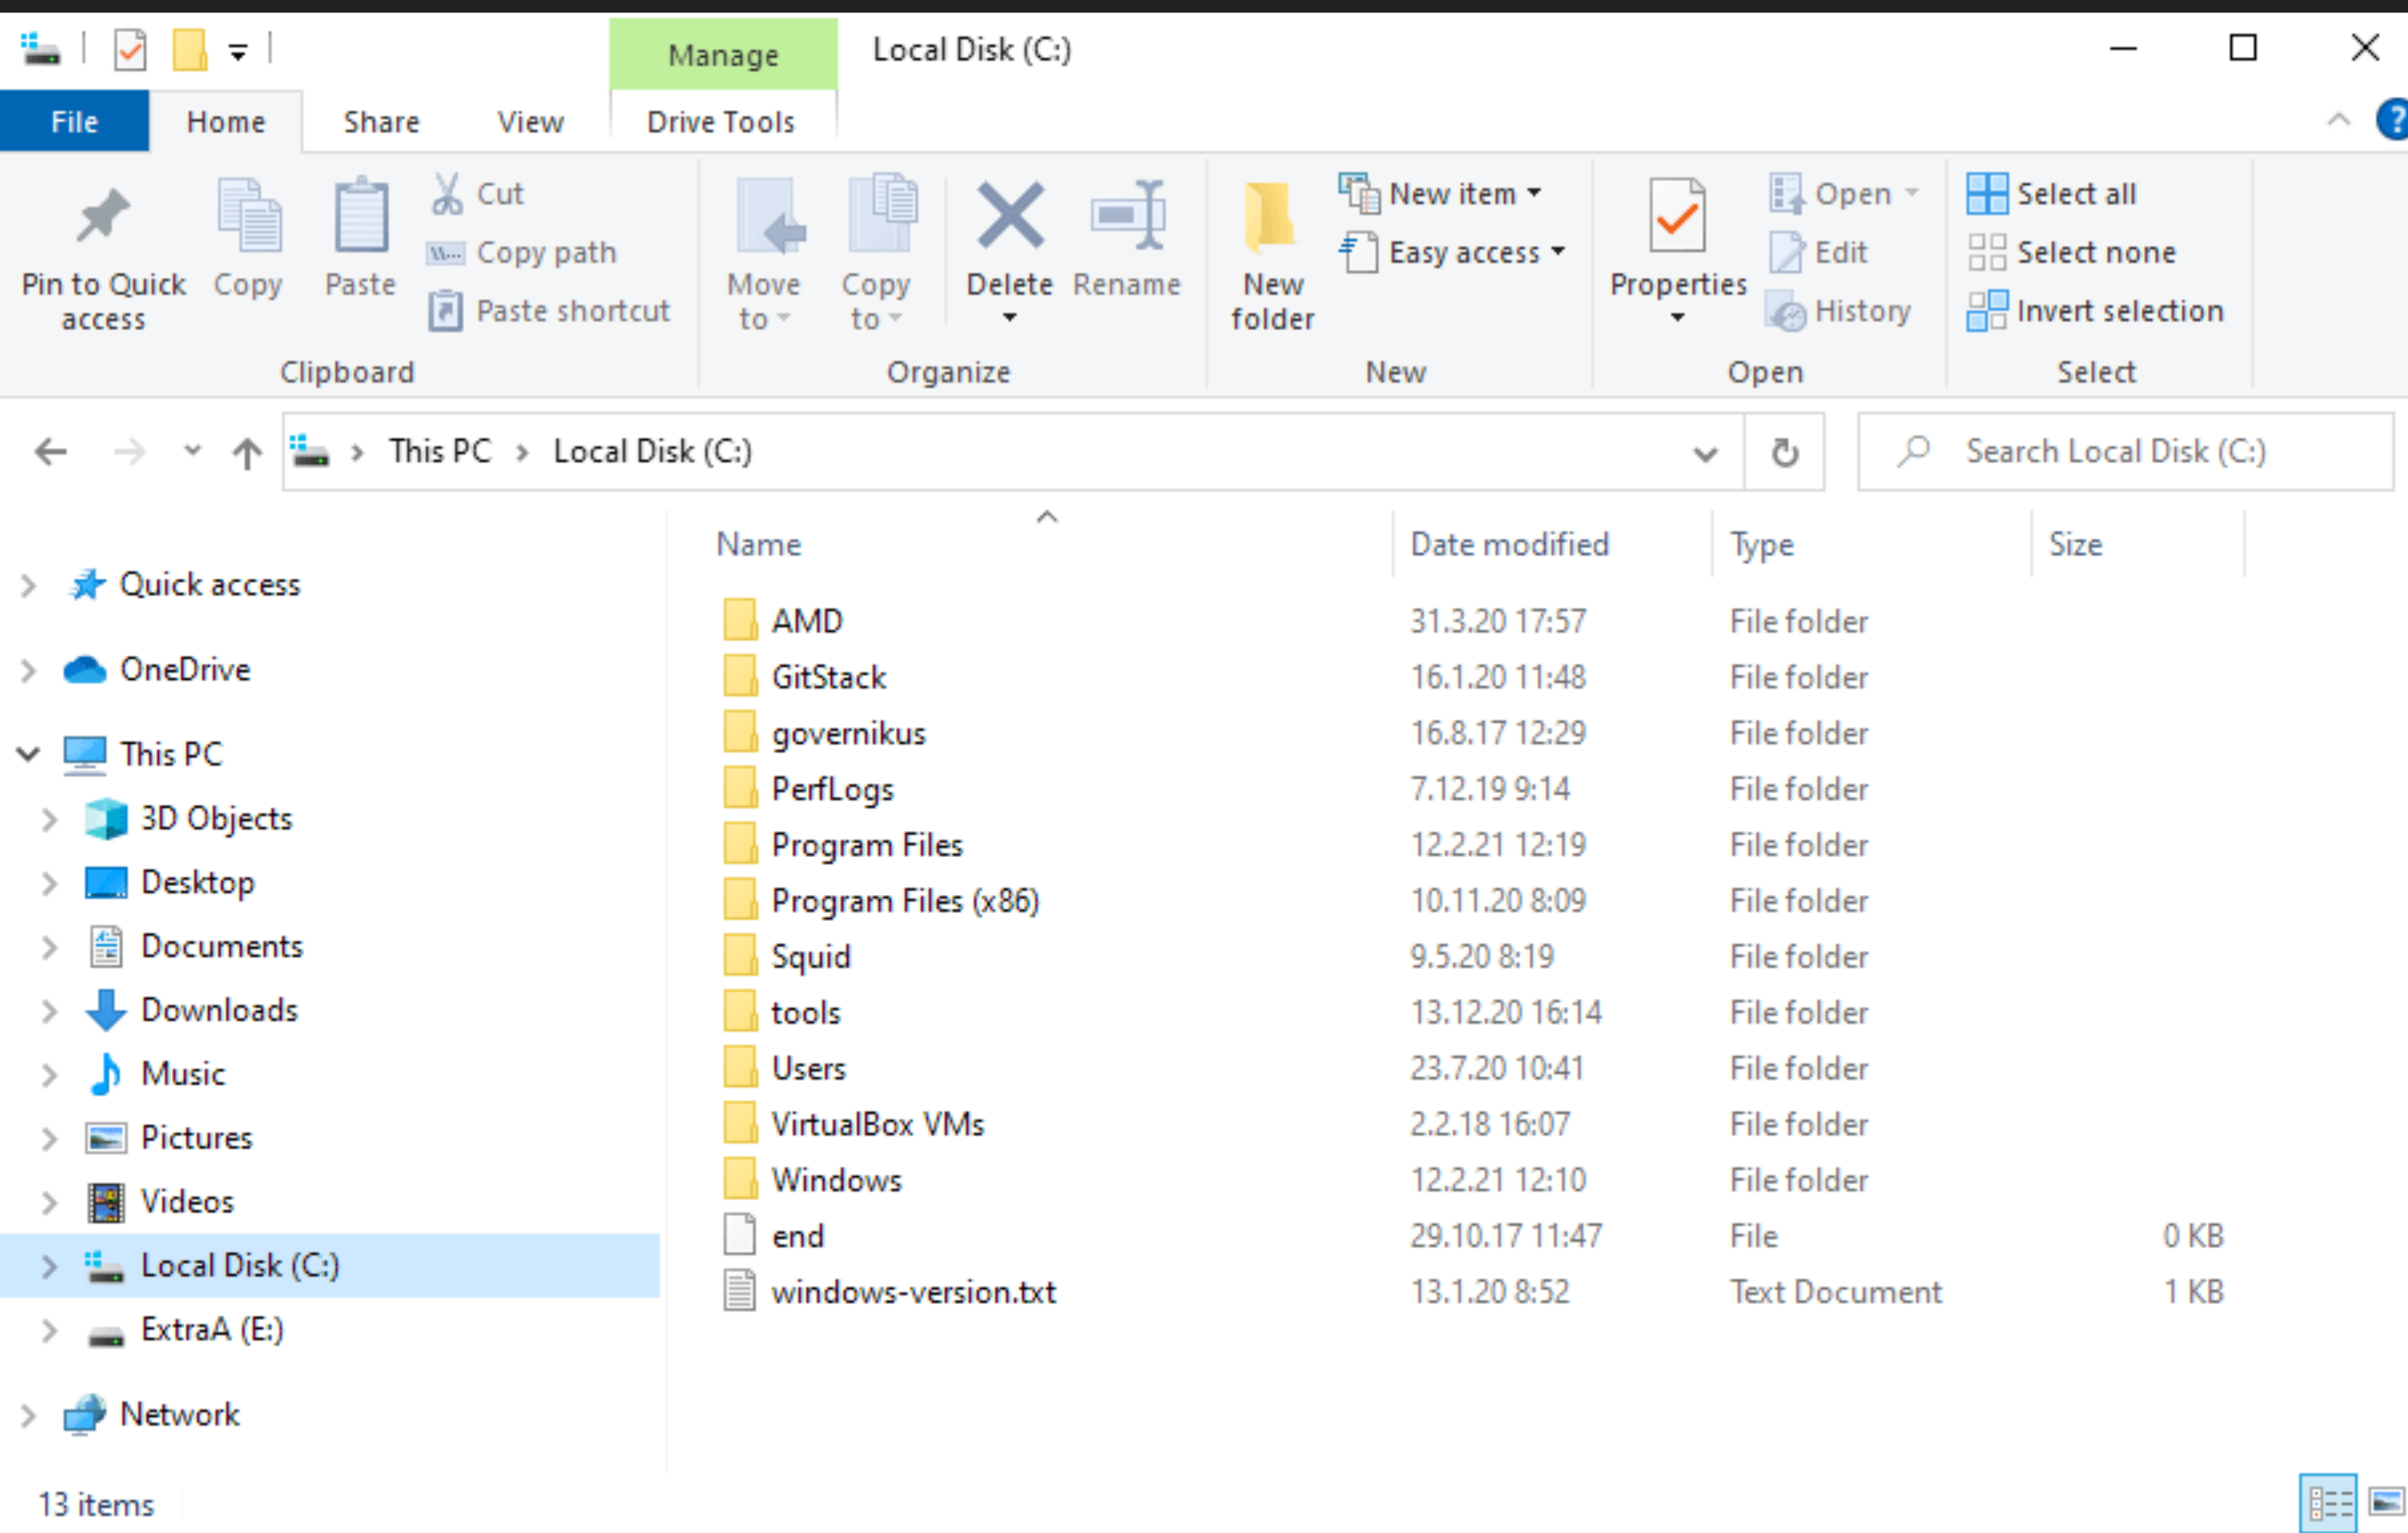 Manage Local Disk (C:)
File Home Share View Drive Tools
Pin to Quick access
Copy
Paste
Cut
Copy path
Paste shortcut
Clipboard
Move to
Copy to
Delete
Rename
Organize
New folder
New item
Easy access
New
Properties
Open
Edit
History
Open
Select all
Select none
Invert selection
Select
This PC Local Disk (C:)
Search Local Disk (C:)
Quick access
OneDrive
This PC
3D Objects
Desktop
Documents
Downloads
Music
Pictures
Videos
Local Disk (C:)
ExtraA (E:)
Network
Name Date modified Type Size
AMD 31.3.20 17:57 File folder
GitStack 16.1.20 11:48 File folder
governikus 16.8.17 12:29 File folder
PerfLogs 7.12.19 9:14 File folder
Program Files 12.2.21 12:19 File folder
Program Files (x86) 10.11.20 8:09 File folder
Squid 9.5.20 8:19 File folder
tools 13.12.20 16:14 File folder
Users 23.7.20 10:41 File folder
VirtualBox VMs 2.2.18 16:07 File folder
Windows 12.2.21 12:10 File folder
end 29.10.17 11:47 File 0 KB
windows-version.txt 13.1.20 8:52 Text Document 1 KB
13 items